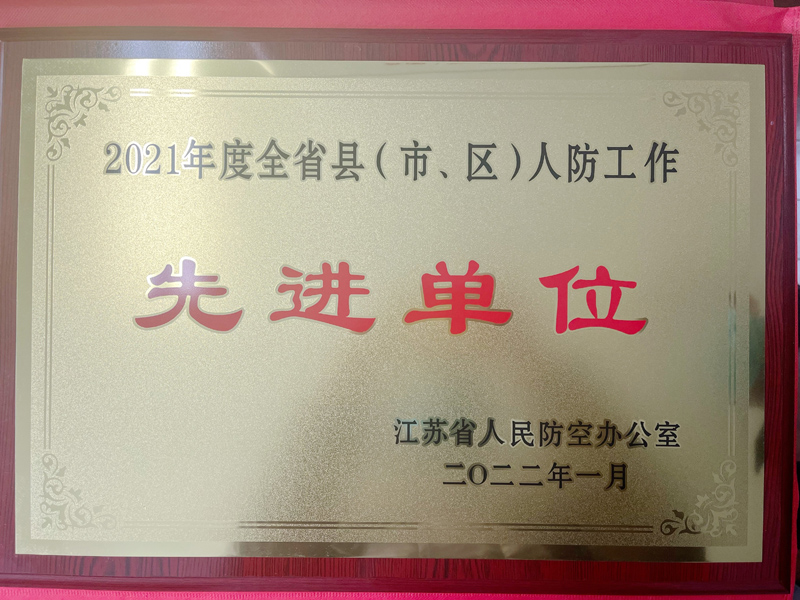 2021年度全省县(市、区)人防工作
先进单位
江苏省人民防空办公室
二〇二二年一月